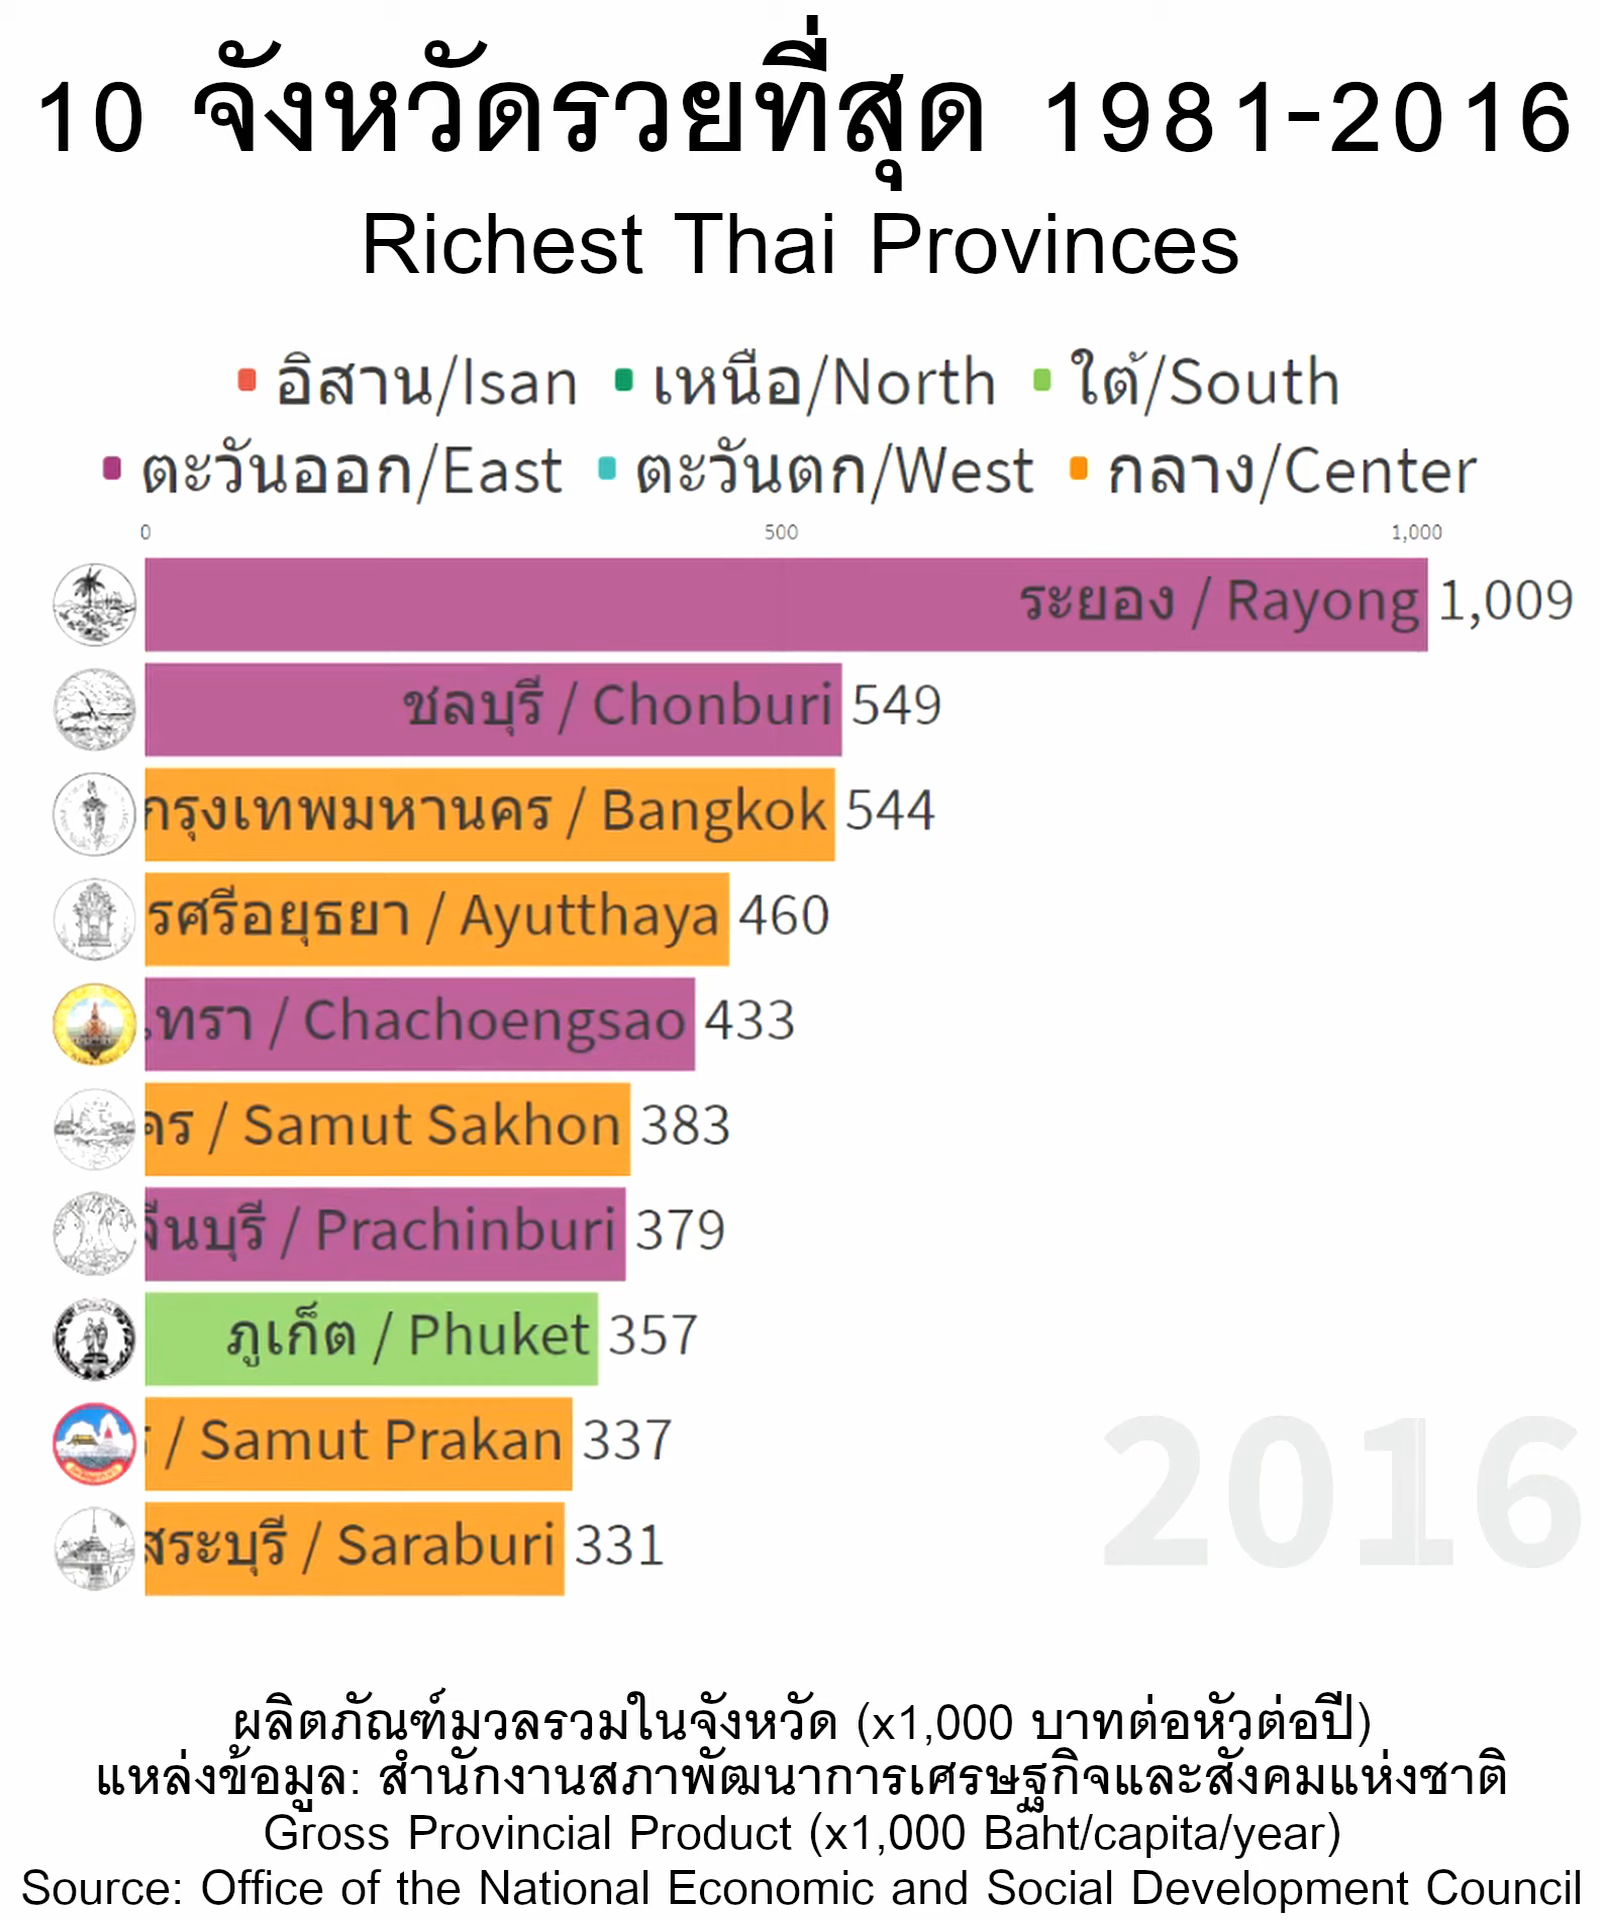 10 จังหวัดรวยที่สุด 1981-2016
Richest Thai Provinces
อิสาน/Isan เหนือ/North ใต้/South
ตะวันออก/East ตะวันตก/West กลาง/Center
0 500 1,000
ระยอง / Rayong 1,009
ชลบุรี / Chonburi 549
กรุงเทพมหานคร / Bangkok 544
รศรีอยุธยา / Ayutthaya 460
ทรา / Chachoengsao 433
คร / Samut Sakhon 383
จีนบุรี / Prachinburi 379
ภูเก็ต / Phuket 357
/ Samut Prakan 337
สระบุรี / Saraburi 331
2016
ผลิตภัณฑ์มวลรวมในจังหวัด (x1,000 บาทต่อหัวต่อปี)
แหล่งข้อมูล: สำนักงานสภาพัฒนาการเศรษฐกิจและสังคมแห่งชาติ
Gross Provincial Product (x1,000 Baht/capita/year)
Source: Office of the National Economic and Social Development Council